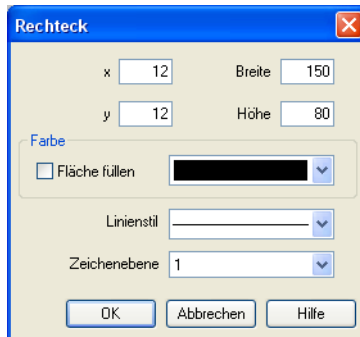 Rechteck
x 12 Breite 150
y 12 Höhe 80
Farbe
Fläche füllen
Linienstil
Zeichenebene 1
OK Abbrechen Hilfe